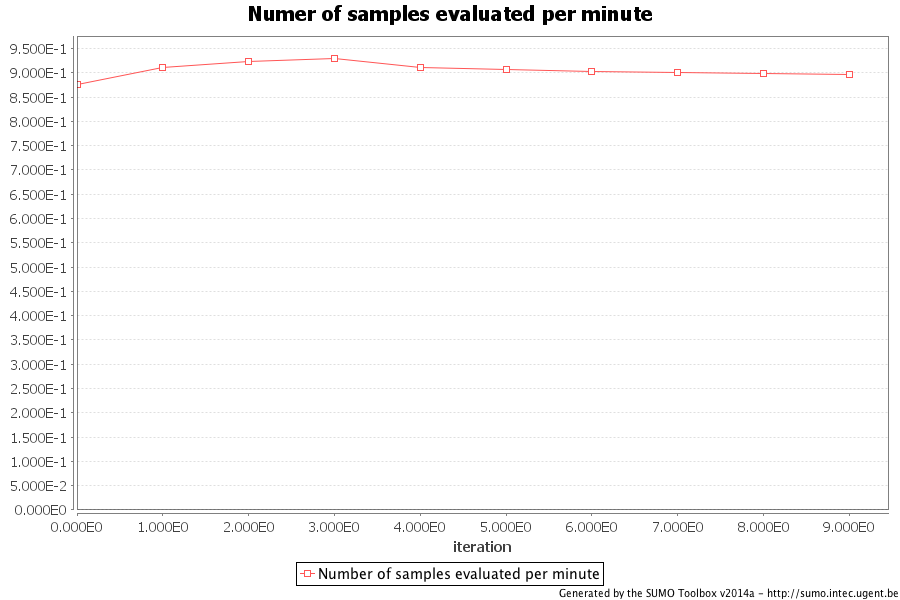 Numer of samples evaluated per minute
9.500E-1
9.000E-1
8.500E-1
8.000E-1
7.500E-1
7.000E-1
6.500E-1
6.000E-1
5.500E-1
5.000E-1
4.500E-1
4.000E-1
3.500E-1
3.000E-1
2.500E-1
2.000E-1
1.500E-1
1.000E-1
5.000E-2
0.000E0
0.000E0 1.000E0 2.000E0 3.000E0 4.000E0 5.000E0 6.000E0 7.000E0 8.000E0 9.000E0
iteration
Number of samples evaluated per minute
Generated by the SUMO Toolbox v2014a - http://sumo.intec.ugent.be